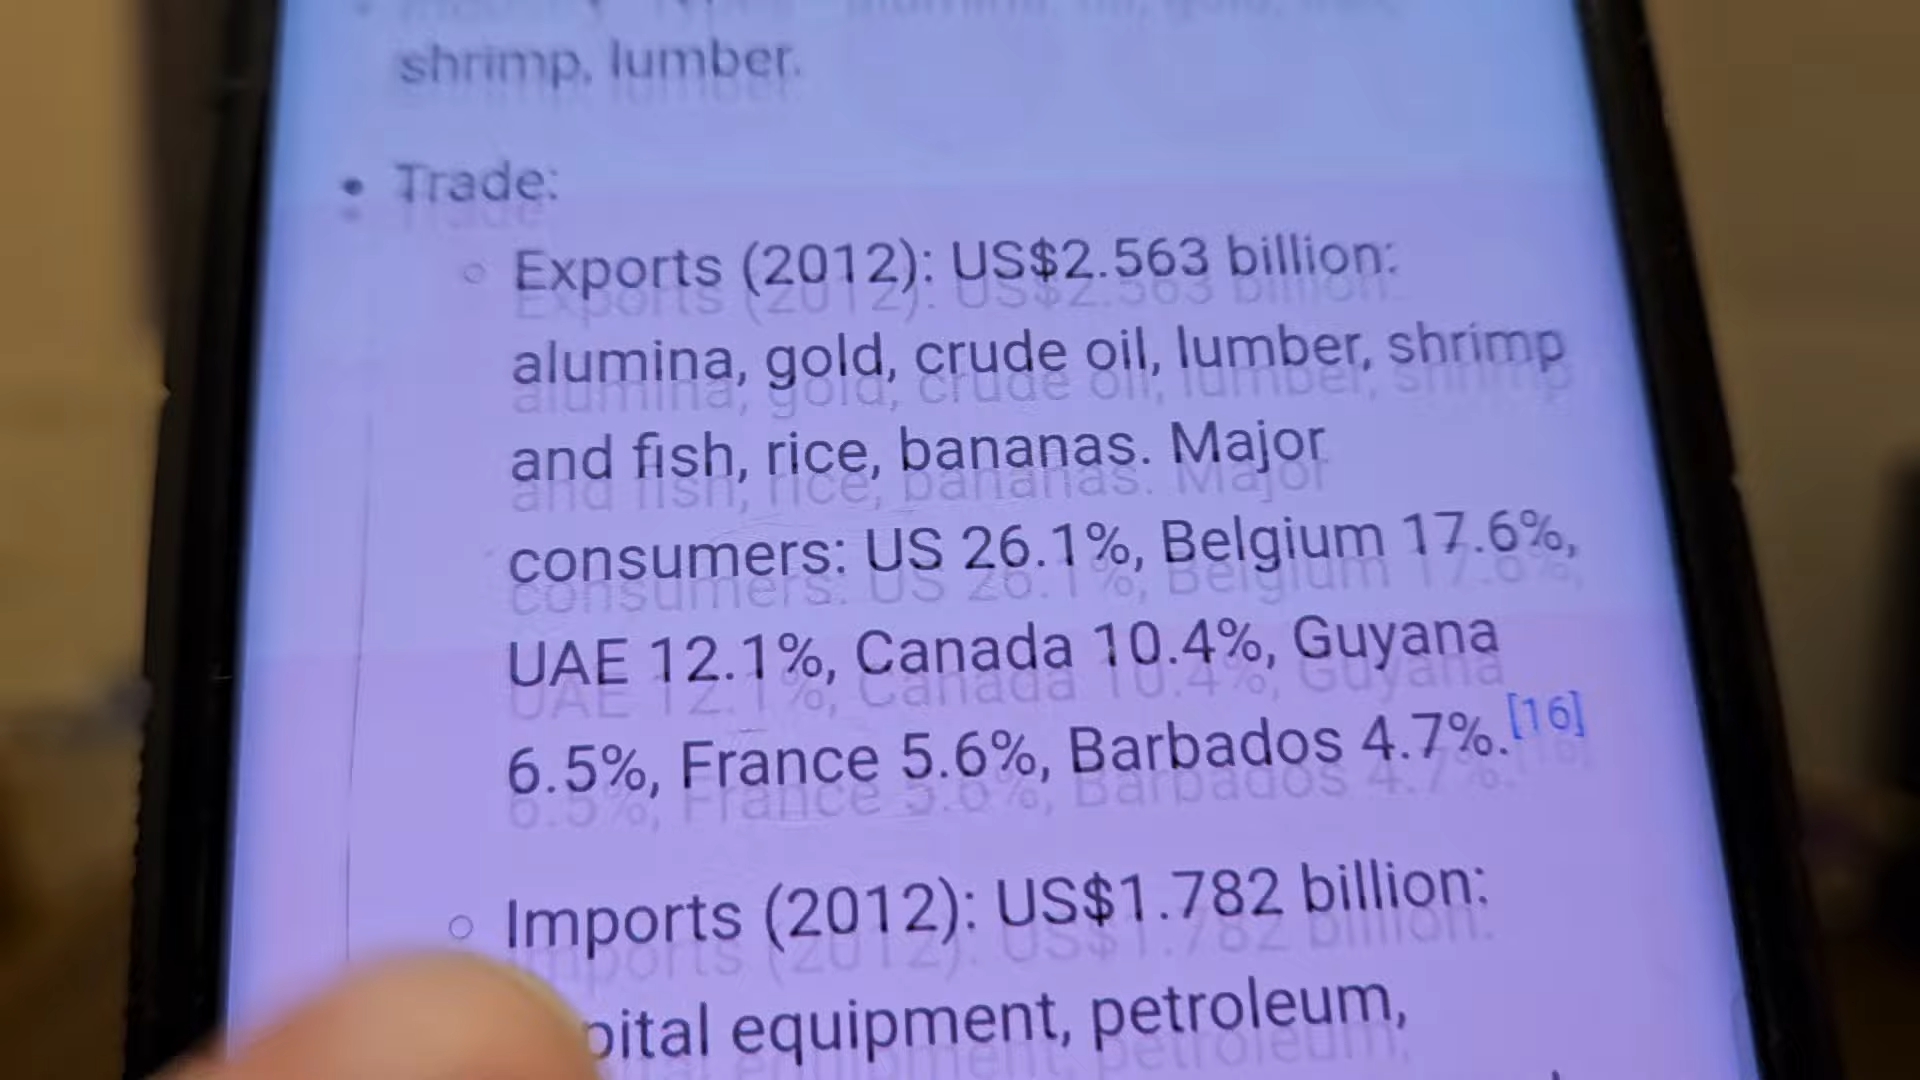 shrimp, lumber.
• Trade:
○ Exports (2012): US$2.563 billion:
alumina, gold, crude oil, lumber, shrimp
and fish, rice, bananas. Major
consumers: US 26.1%, Belgium 17.6%,
UAE 12.1%, Canada 10.4%, Guyana
6.5%, France 5.6%, Barbados 4.7%.[16]
○ Imports (2012): US$1.782 billion:
equipment, petroleum,